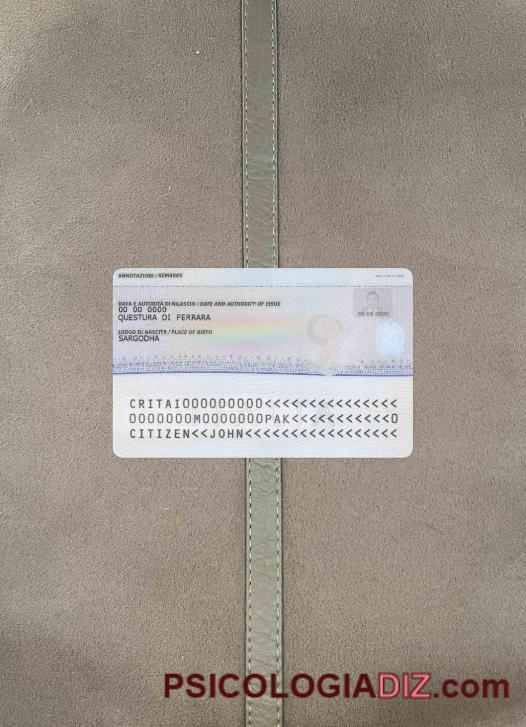 ANNOTAZIONI / REMARKS
DATA E AUTORITÀ DI RILASCIO / DATE AND AUTHORITY OF ISSUE
00 00 0000
QUESTURA DI FERRARA
LUOGO DI NASCITA / PLACE OF BIRTH
SARGODHA
00 00 0000
CRITAI000000000<<<<<<<<<<<<<<<
0000000M0000000PAK<<<<<<<<<<<0
CITIZEN<<JOHN<<<<<<<<<<<<<<<<<
PSICOLOGIADIZ.com